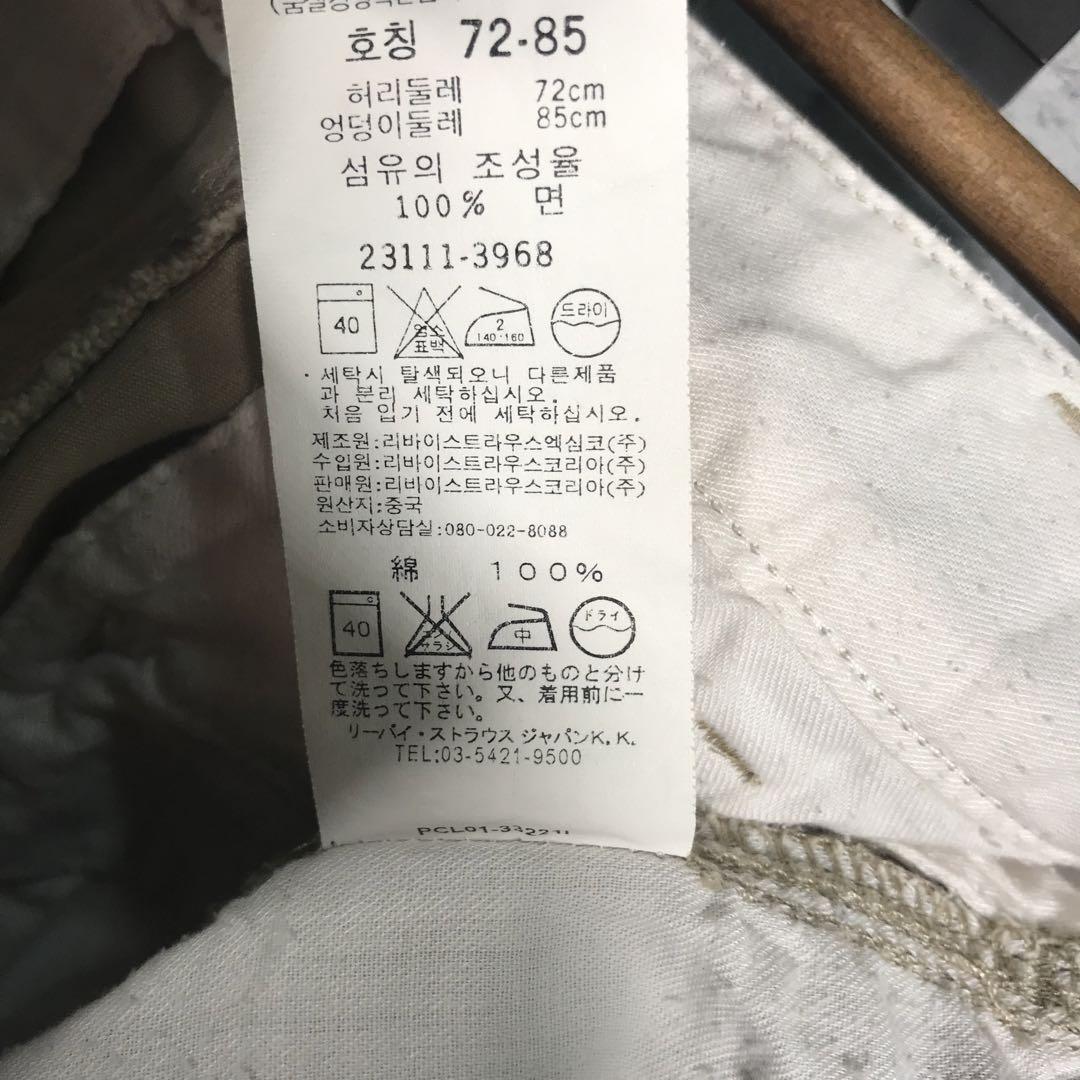 호칭 72-85
허리둘레 72cm
엉덩이둘레 85cm
섬유의 조성율
100% 면
23111-3968
40 염소 표백 2 140·160 드라이
· 세탁시 탈색되오니 다른제품
과 분리 세탁하십시오.
처음 입기 전에 세탁하십시오.
제조원:리바이스트라우스엑심코(주)
수입원:리바이스트라우스코리아(주)
판매원:리바이스트라우스코리아(주)
원산지:중국
소비자상담실:080-022-8088
綿 100%
40 サラシ 中 ドライ
色落ちしますから他のものと分け
て洗って下さい。又、着用前に一
度洗って下さい。
リーバイ・ストラウス ジャパンK.K.
TEL:03-5421-9500